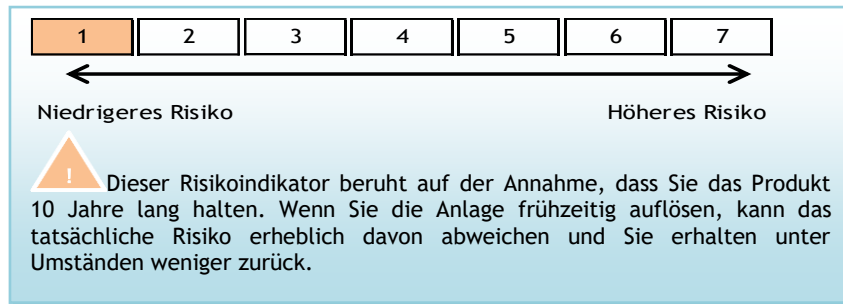 1 2 3 4 5 6 7
Niedrigeres Risiko Höheres Risiko
! Dieser Risikoindikator beruht auf der Annahme, dass Sie das Produkt
10 Jahre lang halten. Wenn Sie die Anlage frühzeitig auflösen, kann das
tatsächliche Risiko erheblich davon abweichen und Sie erhalten unter
Umständen weniger zurück.